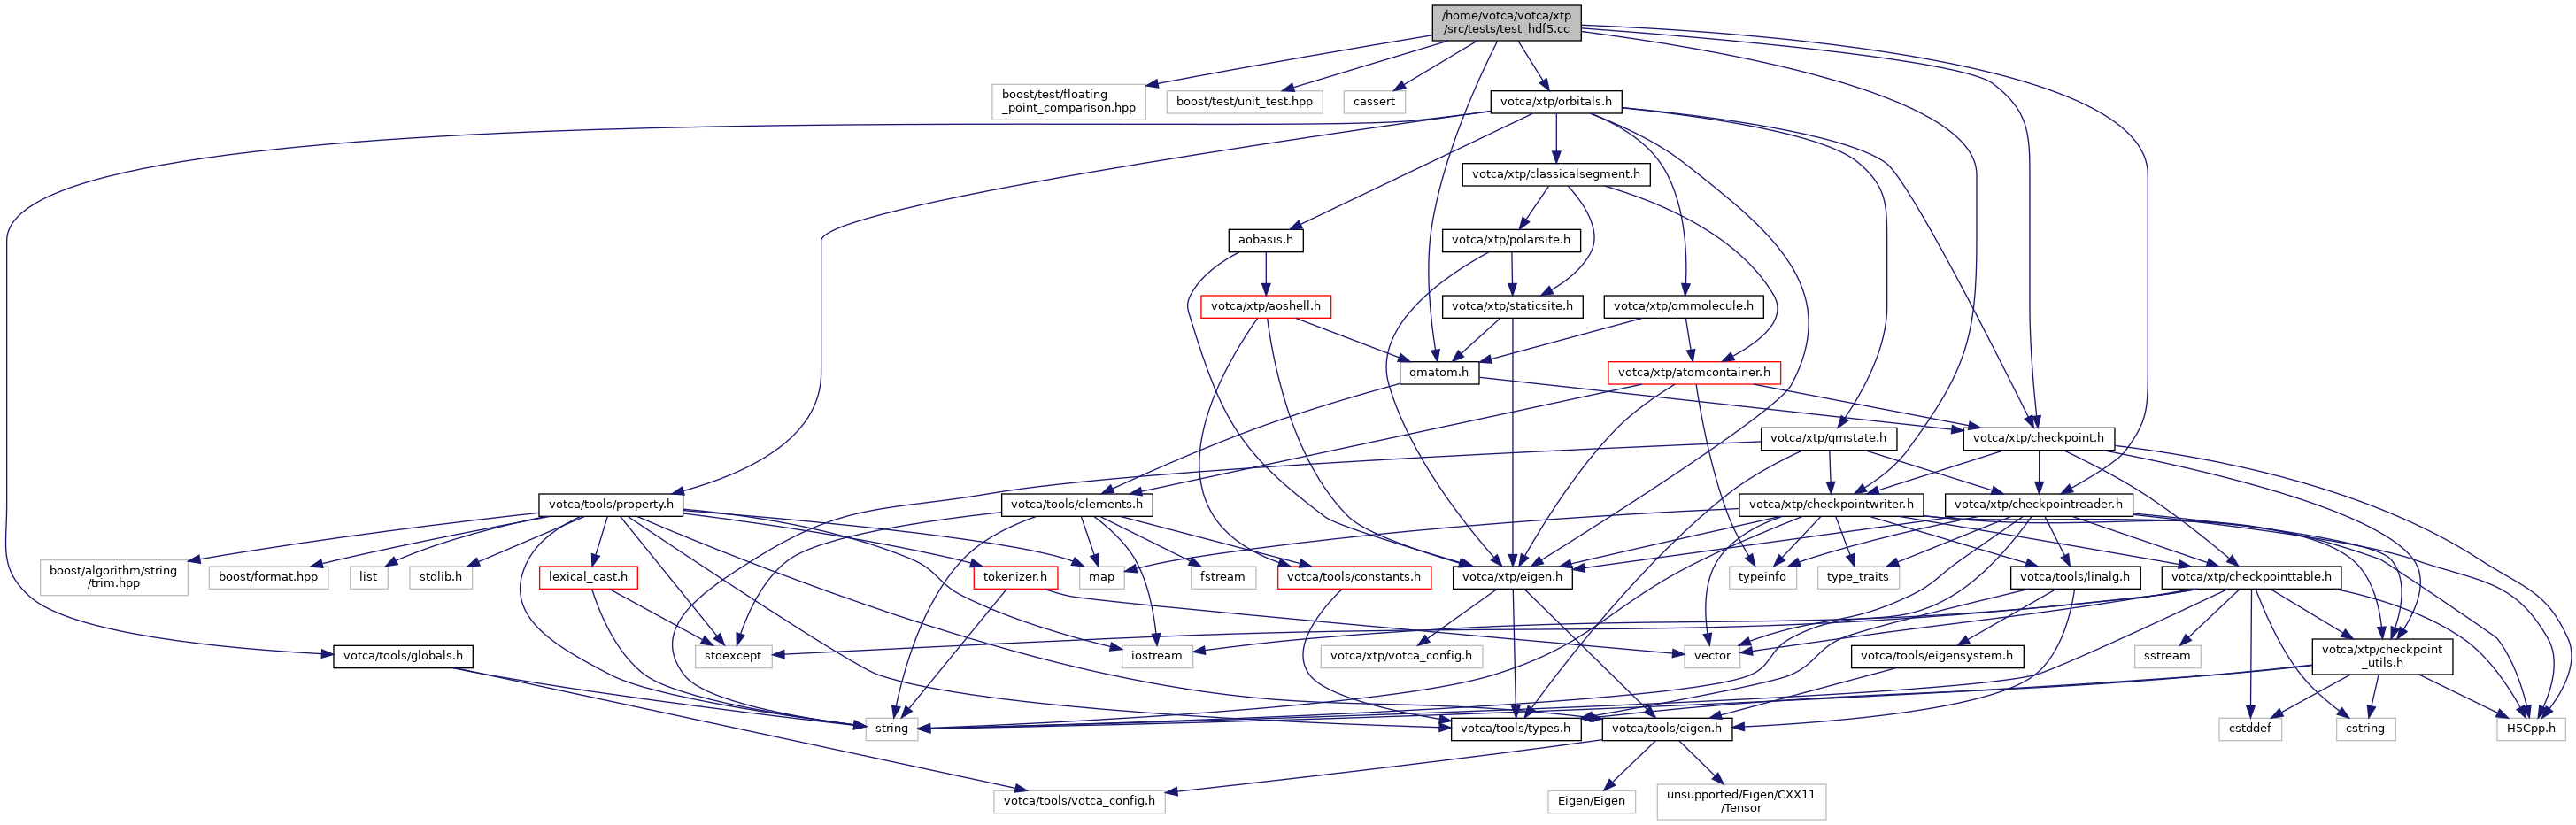 /home/votca/votca/xtp
/src/tests/test_hdf5.cc
boost/test/floating
_point_comparison.hpp
boost/test/unit_test.hpp
cassert
votca/xtp/orbitals.h
votca/xtp/classicalsegment.h
aobasis.h
votca/xtp/polarsite.h
votca/xtp/aoshell.h
votca/xtp/staticsite.h
votca/xtp/qmmolecule.h
qmatom.h
votca/xtp/atomcontainer.h
votca/xtp/qmstate.h
votca/xtp/checkpoint.h
votca/tools/property.h
votca/tools/elements.h
votca/xtp/checkpointwriter.h
votca/xtp/checkpointreader.h
boost/algorithm/string
/trim.hpp
boost/format.hpp
list
stdlib.h
lexical_cast.h
tokenizer.h
map
fstream
votca/tools/constants.h
votca/xtp/eigen.h
typeinfo
type_traits
votca/tools/linalg.h
votca/xtp/checkpointtable.h
votca/tools/globals.h
stdexcept
iostream
votca/xtp/votca_config.h
vector
votca/tools/eigensystem.h
sstream
votca/xtp/checkpoint
_utils.h
string
votca/tools/types.h
votca/tools/eigen.h
cstddef
cstring
H5Cpp.h
votca/tools/votca_config.h
Eigen/Eigen
unsupported/Eigen/CXX11
/Tensor